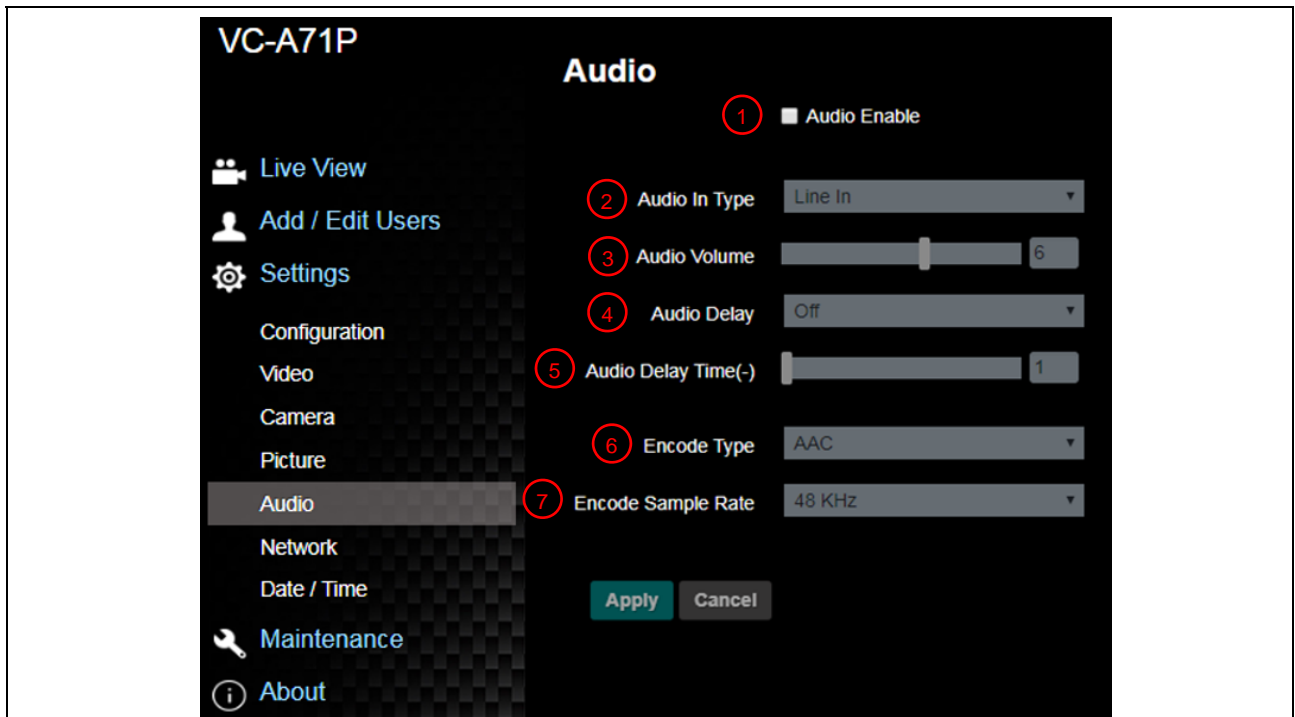 VC-A71P
Live View
Add / Edit Users
Settings
Configuration
Video
Camera
Picture
Audio
Network
Date / Time
Maintenance
About
Audio
1 Audio Enable
2 Audio In Type Line In
3 Audio Volume 6
4 Audio Delay Off
5 Audio Delay Time(-) 1
6 Encode Type AAC
7 Encode Sample Rate 48 KHz
Apply Cancel